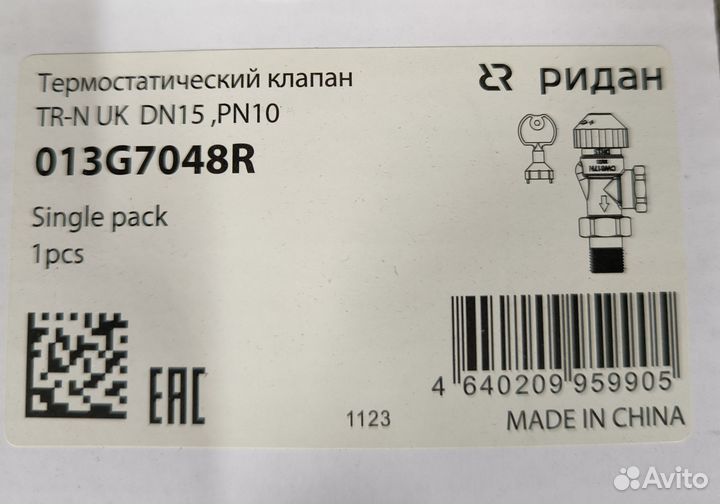 Термостатический клапан
TR-N UK DN15 ,PN10
013G7048R
Single pack
1pcs
ридан
EAC
1123
4 640209 959905
MADE IN CHINA
Avito